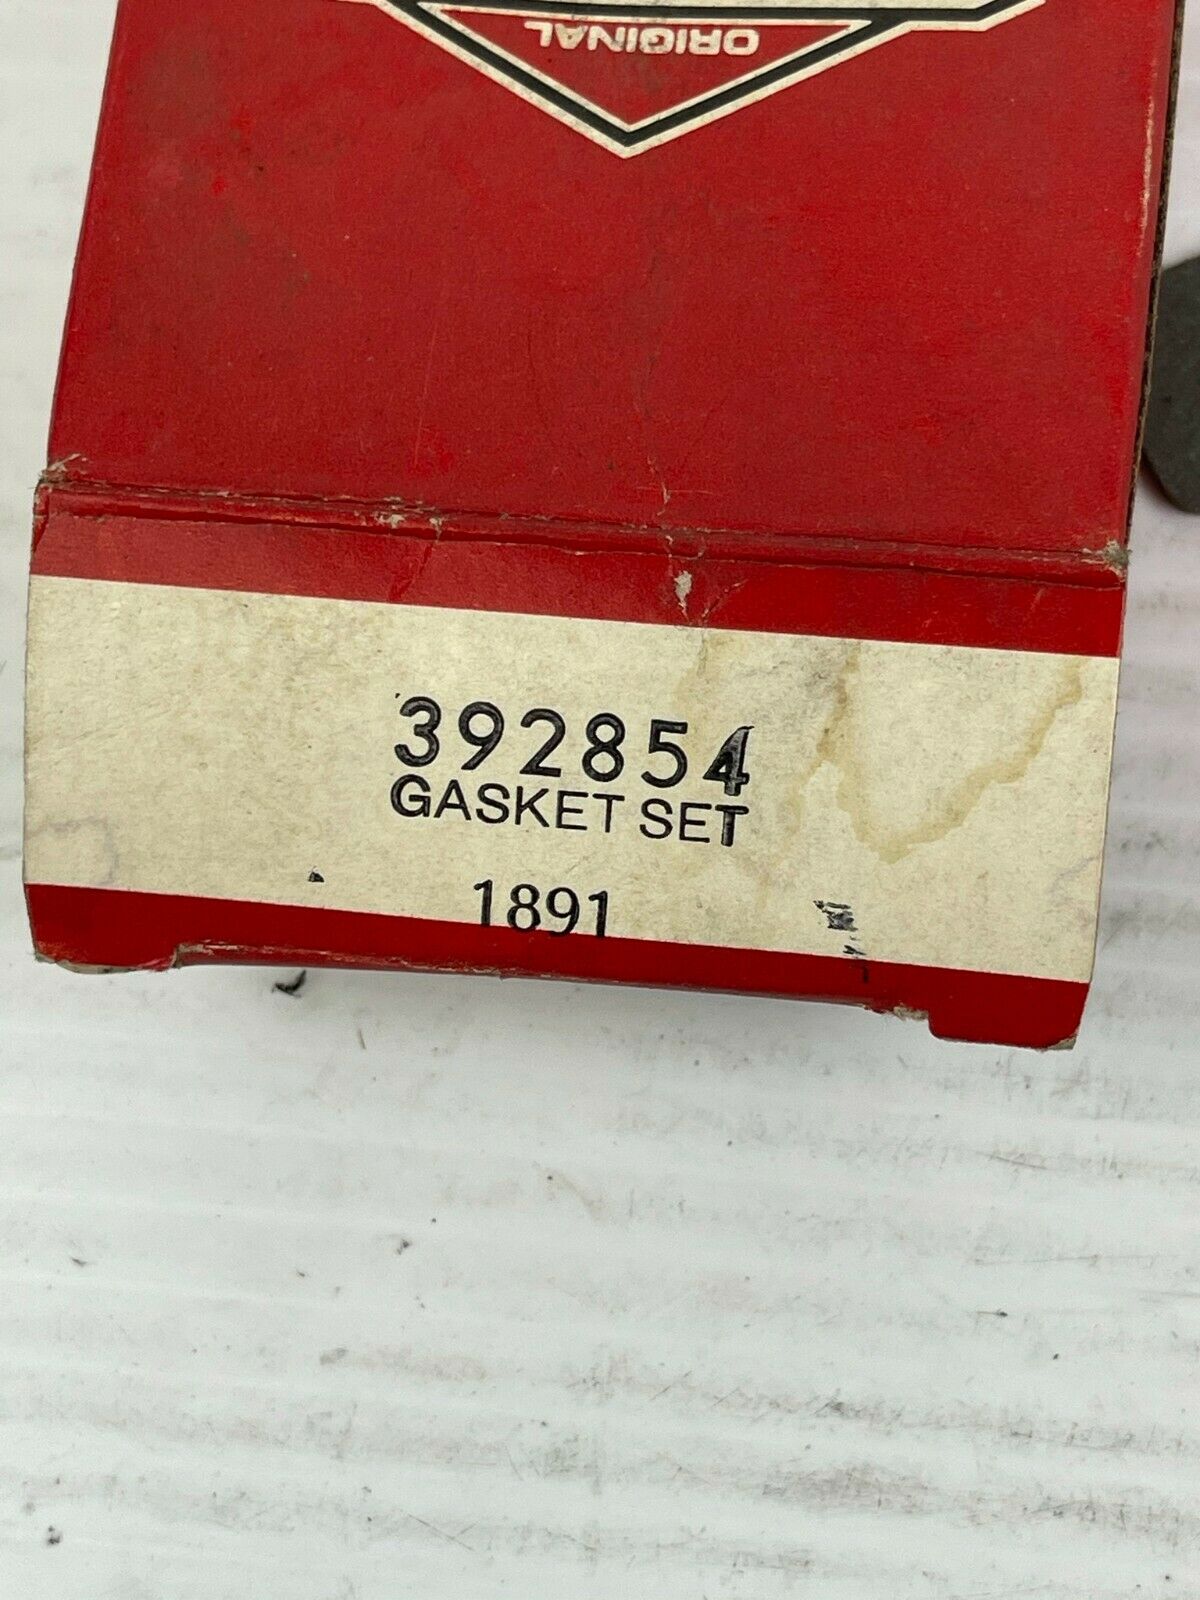 ORIGINAL
392854
GASKET SET
1891